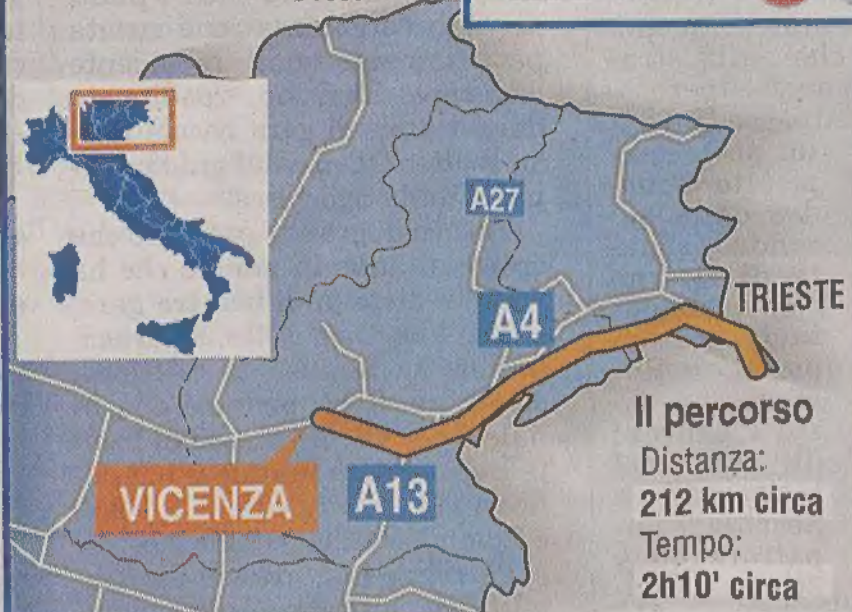 A27
A4
TRIESTE
VICENZA
A13
Il percorso
Distanza:
212 km circa
Tempo:
2h10' circa